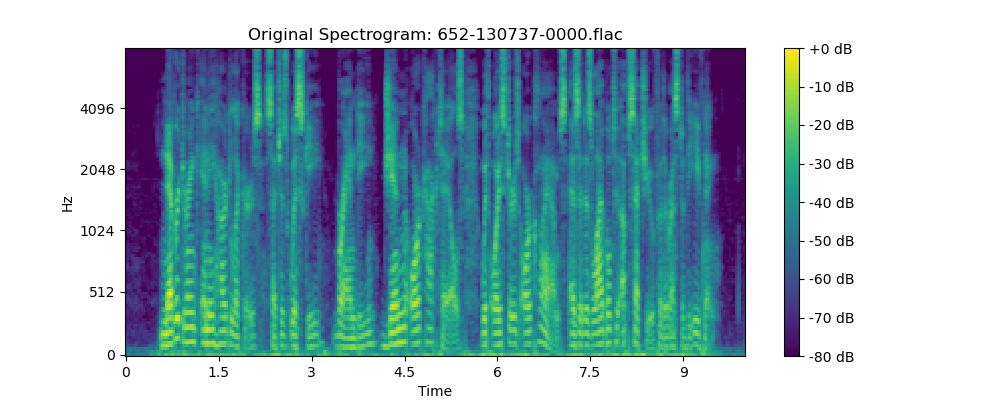 Original Spectrogram: 652-130737-0000.flac
Hz
4096
2048
1024
512
0
0 1.5 3 4.5 6 7.5 9
Time
+0 dB
-10 dB
-20 dB
-30 dB
-40 dB
-50 dB
-60 dB
-70 dB
-80 dB